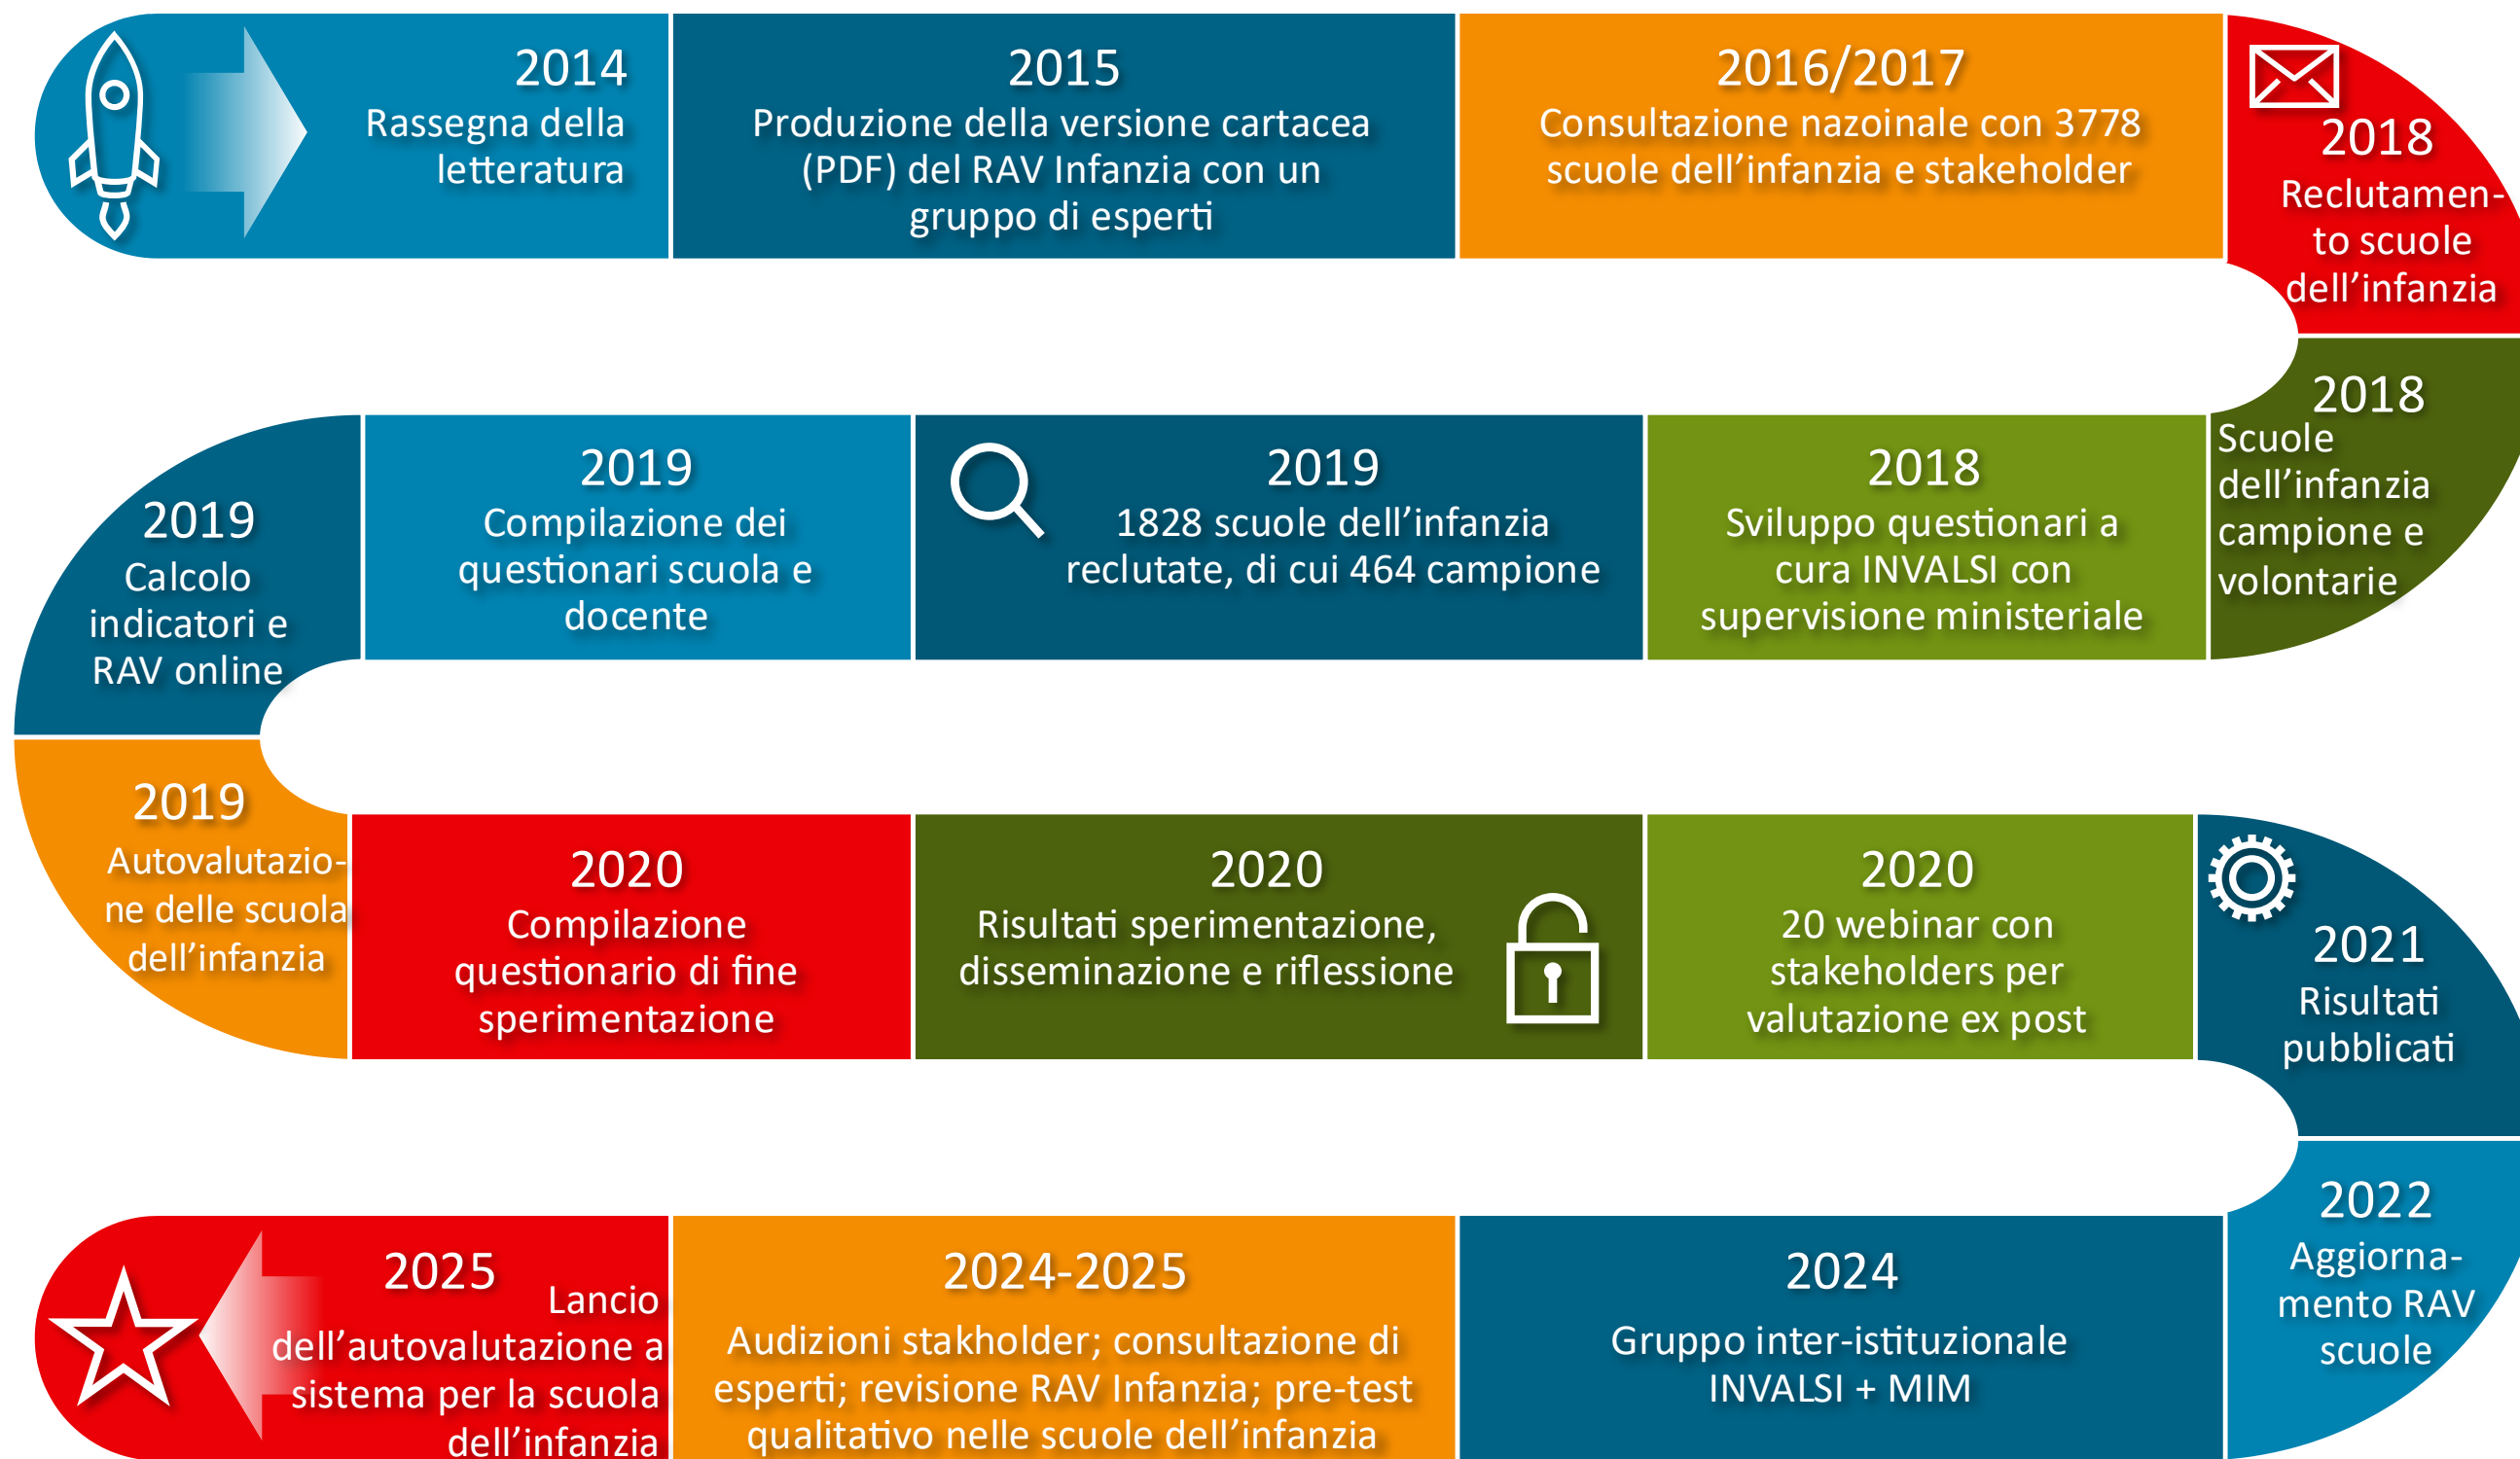 2014
Rassegna della
letteratura
2015
Produzione della versione cartacea
(PDF) del RAV Infanzia con un
gruppo di esperti
2016/2017
Consultazione nazoinale con 3778
scuole dell’infanzia e stakeholder
2018
Reclutamen-
to scuole
dell’infanzia
2018
Scuole
dell’infanzia
campione e
volontarie
2018
Sviluppo questionari a
cura INVALSI con
supervisione ministeriale
2019
1828 scuole dell’infanzia
reclutate, di cui 464 campione
2019
Compilazione dei
questionari scuola e
docente
2019
Calcolo
indicatori e
RAV online
2019
Autovalutazio-
ne delle scuola
dell’infanzia
2020
Compilazione
questionario di fine
sperimentazione
2020
Risultati sperimentazione,
disseminazione e riflessione
2020
20 webinar con
stakeholders per
valutazione ex post
2021
Risultati
pubblicati
2022
Aggiorna-
mento RAV
scuole
2024
Gruppo inter-istituzionale
INVALSI + MIM
2024-2025
Audizioni stakholder; consultazione di
esperti; revisione RAV Infanzia; pre-test
qualitativo nelle scuole dell’infanzia
2025
Lancio
dell’autovalutazione a
sistema per la scuola
dell’infanzia